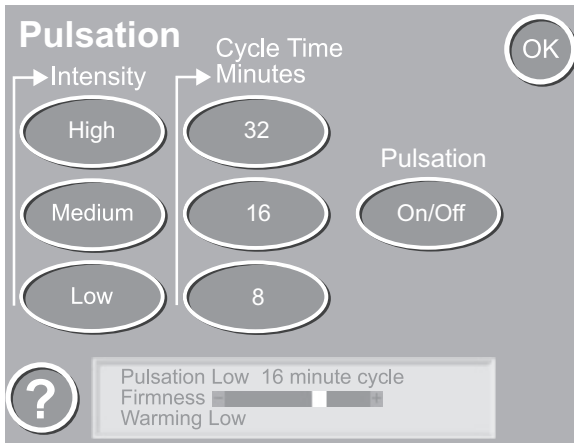 Pulsation
OK
Intensity
High
Medium
Low
Cycle Time
Minutes
32
16
8
Pulsation
On/Off
?
Pulsation Low 16 minute cycle
Firmness - +
Warming Low